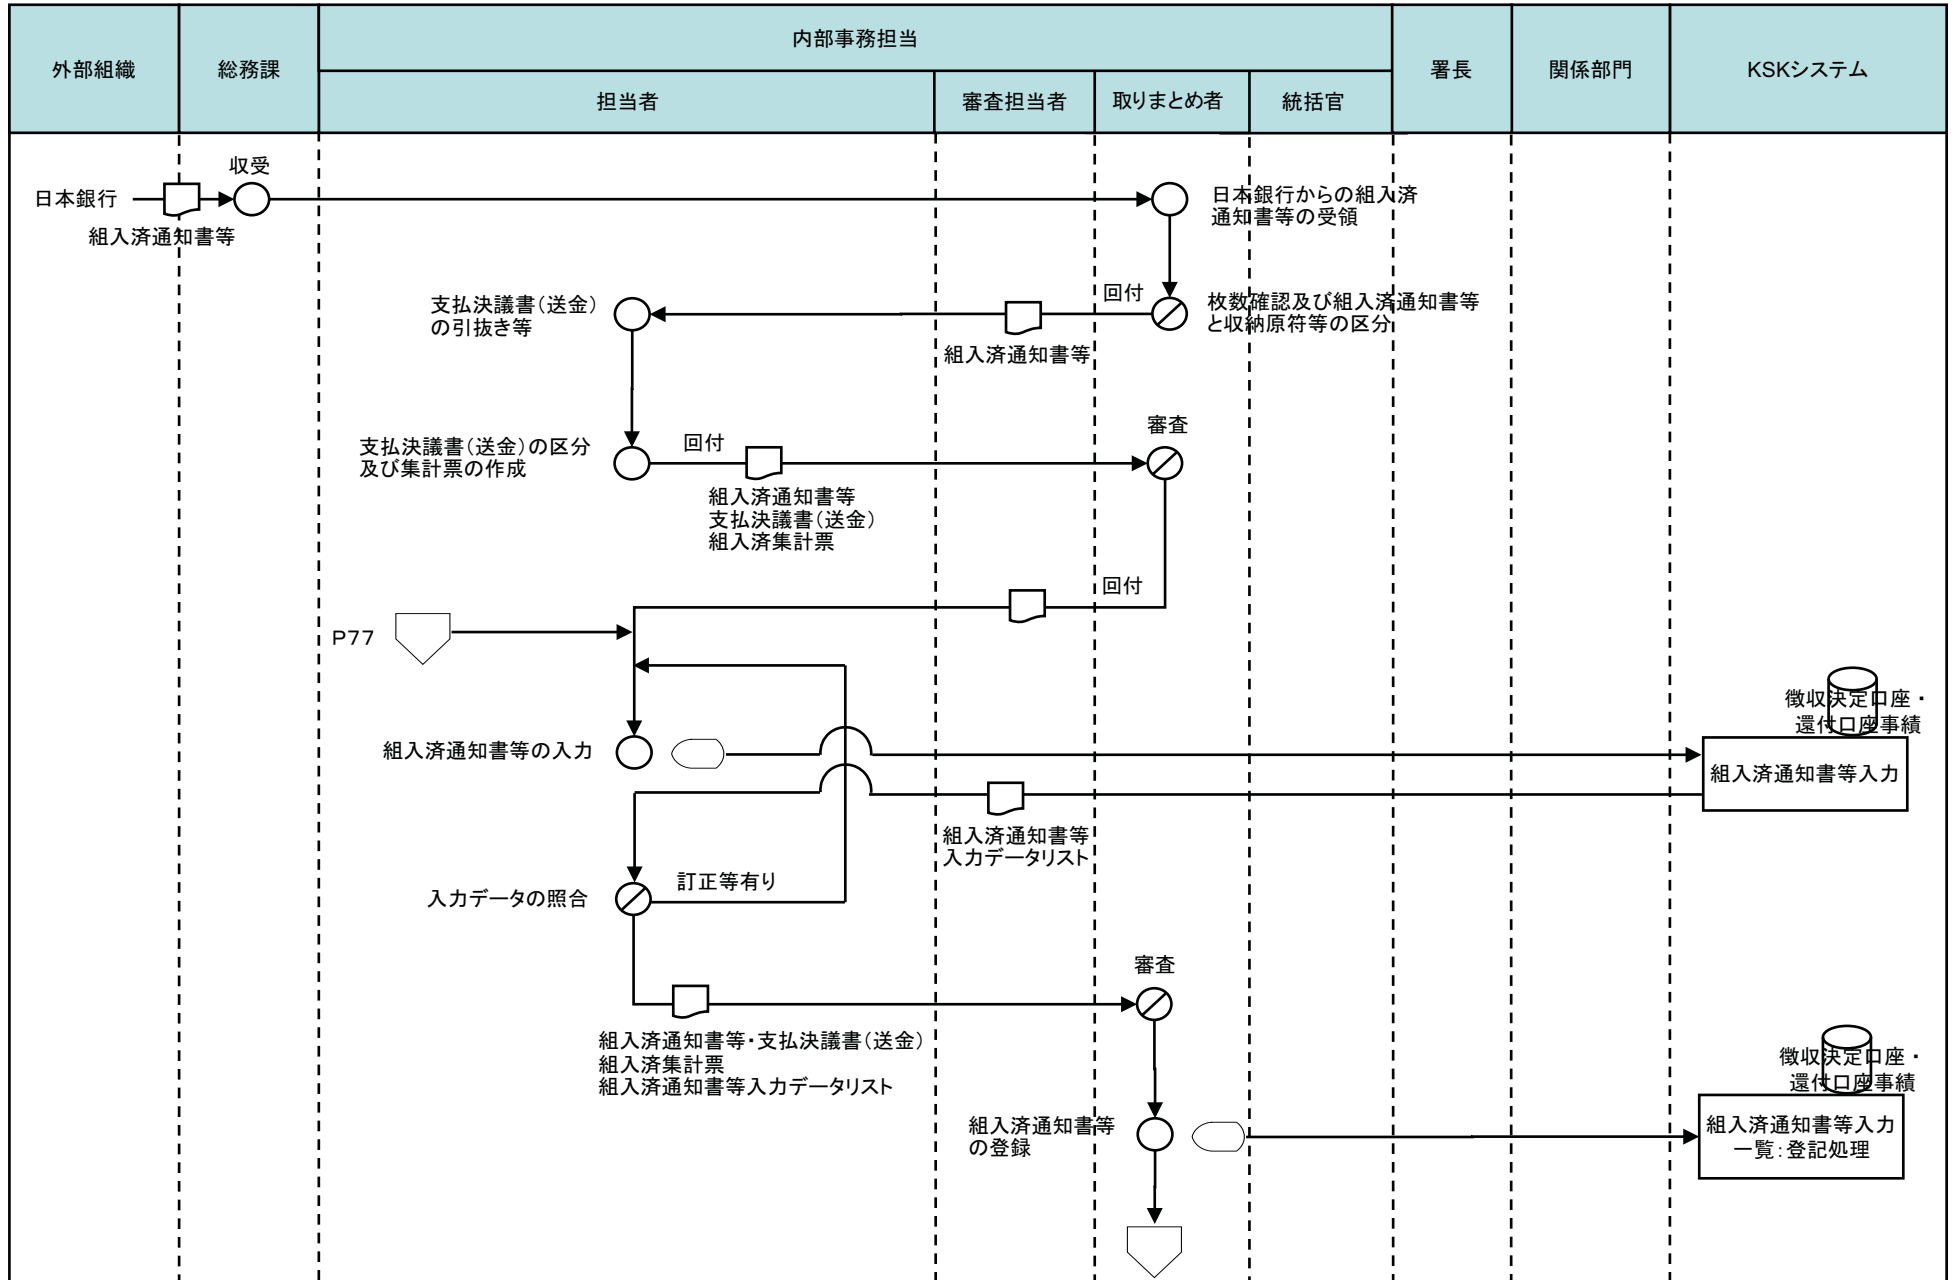 外部組織
総務課
内部事務担当
担当者
審査担当者
取りまとめ者
統括官
署長
関係部門
KSKシステム
収受
日本銀行
組入済通知書等
日本銀行からの組入済
通知書等の受領
支払決議書（送金）
の引抜き等
回付
組入済通知書等
枚数確認及び組入済通知書等
と収納原符等の区分
支払決議書（送金）の区分
及び集計票の作成
回付
組入済通知書等
支払決議書（送金）
組入済集計票
審査
回付
P77
組入済通知書等の入力
徴収決定口座・
還付口座事績
組入済通知書等入力
組入済通知書等
入力データリスト
入力データの照合
訂正等有り
組入済通知書等・支払決議書（送金）
組入済集計票
組入済通知書等入力データリスト
審査
組入済通知書等
の登録
徴収決定口座・
還付口座事績
組入済通知書等入力
一覧：登記処理